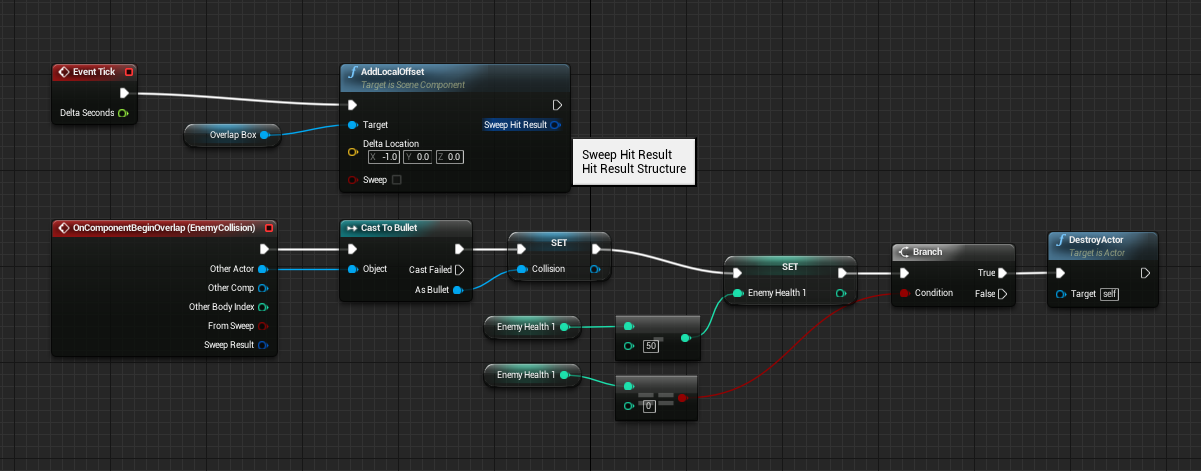 Event Tick
Delta Seconds
Overlap Box
AddLocalOffset
Target is Scene Component
Target
Sweep Hit Result
Delta Location
X -1.0 Y 0.0 Z 0.0
Sweep
Sweep Hit Result
Hit Result Structure
OnComponentBeginOverlap (EnemyCollision)
Other Actor
Other Comp
Other Body Index
From Sweep
Sweep Result
Cast To Bullet
Object
Cast Failed
As Bullet
SET
Collision
SET
Enemy Health 1
Enemy Health 1
50
Enemy Health 1
==
0
Branch
True
Condition
False
DestroyActor
Target is Actor
Target self